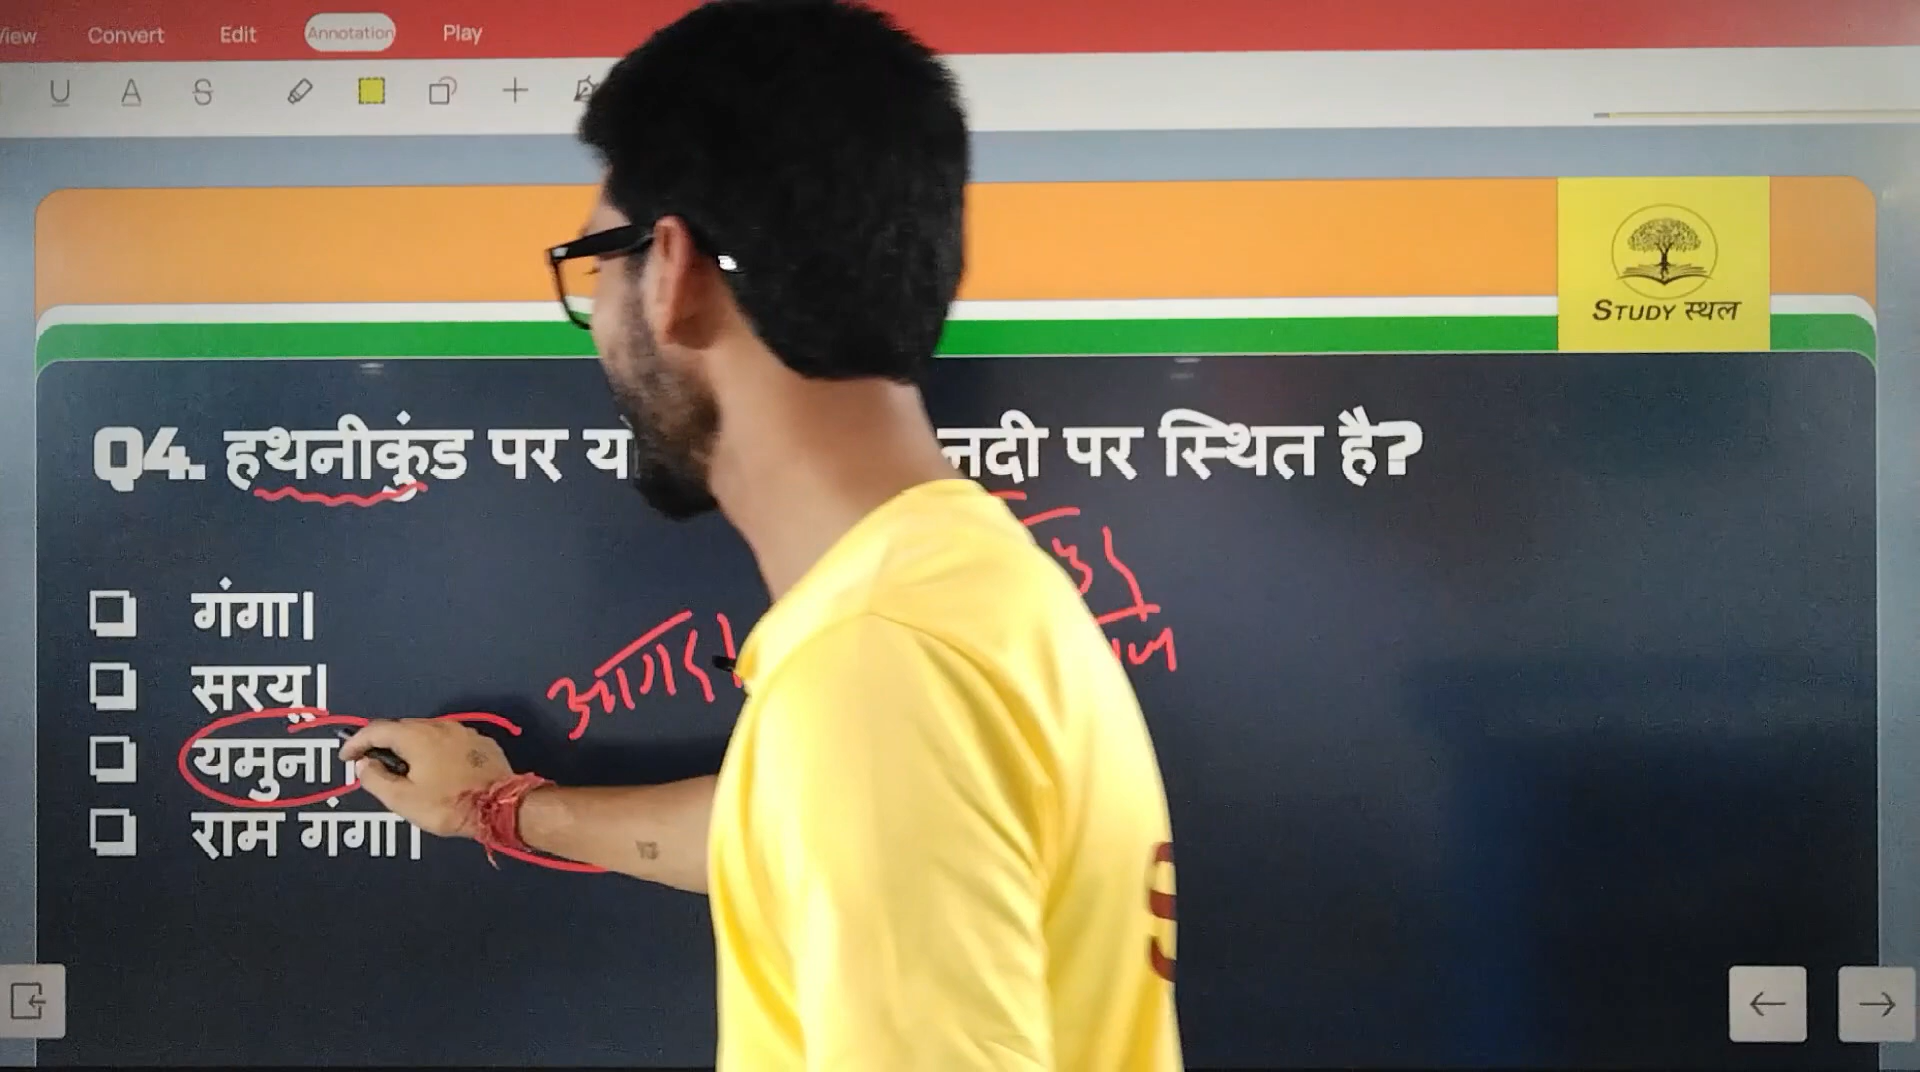 View Convert Edit Annotation Play
U A S
STUDY स्थल
Q4. हथनीकुंड पर नदी पर स्थित है?
गंगा।
सरयू।
यमुना।
राम गंगा।